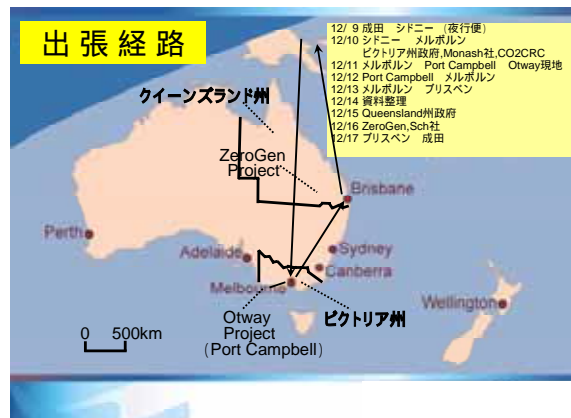 出張経路
12/ 9 成田 シドニー (夜行便)
12/10 シドニー メルボルン
ビクトリア州政府,Monash社,CO2CRC
12/11 メルボルン Port Campbell Otway現地
12/12 Port Campbell メルボルン
12/13 メルボルン ブリスベン
12/14 資料整理
12/15 Queensland州政府
12/16 ZeroGen,Sch社
12/17 ブリスベン 成田
クイーンズランド州
ZeroGen
Project
Brisbane
Perth
Adelaide
Sydney
Canberra
Melbourne
Wellington
ビクトリア州
Otway
Project
(Port Campbell)
0 500km